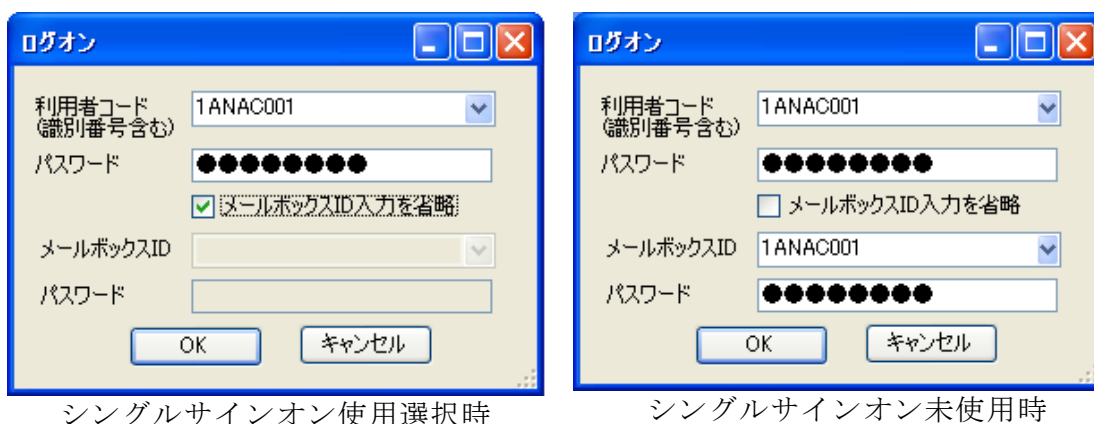 ログオン
利用者コード
(識別番号含む)
1ANAC001
パスワード
●●●●●●●●
メールボックスID入力を省略
メールボックスID
パスワード
OK
キャンセル
シングルサインオン使用選択時
ログオン
利用者コード
(識別番号含む)
1ANAC001
パスワード
●●●●●●●●
メールボックスID入力を省略
メールボックスID
1ANAC001
パスワード
●●●●●●●●
OK
キャンセル
シングルサインオン未使用時